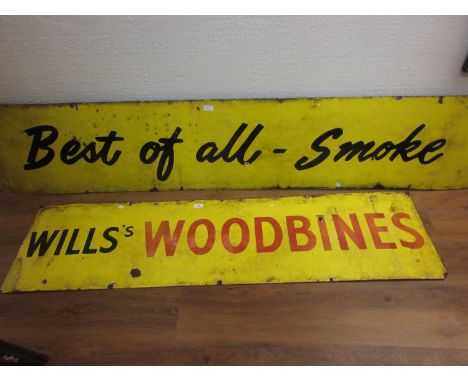 Best of all, - Smoke
WILLS's WOODBINES